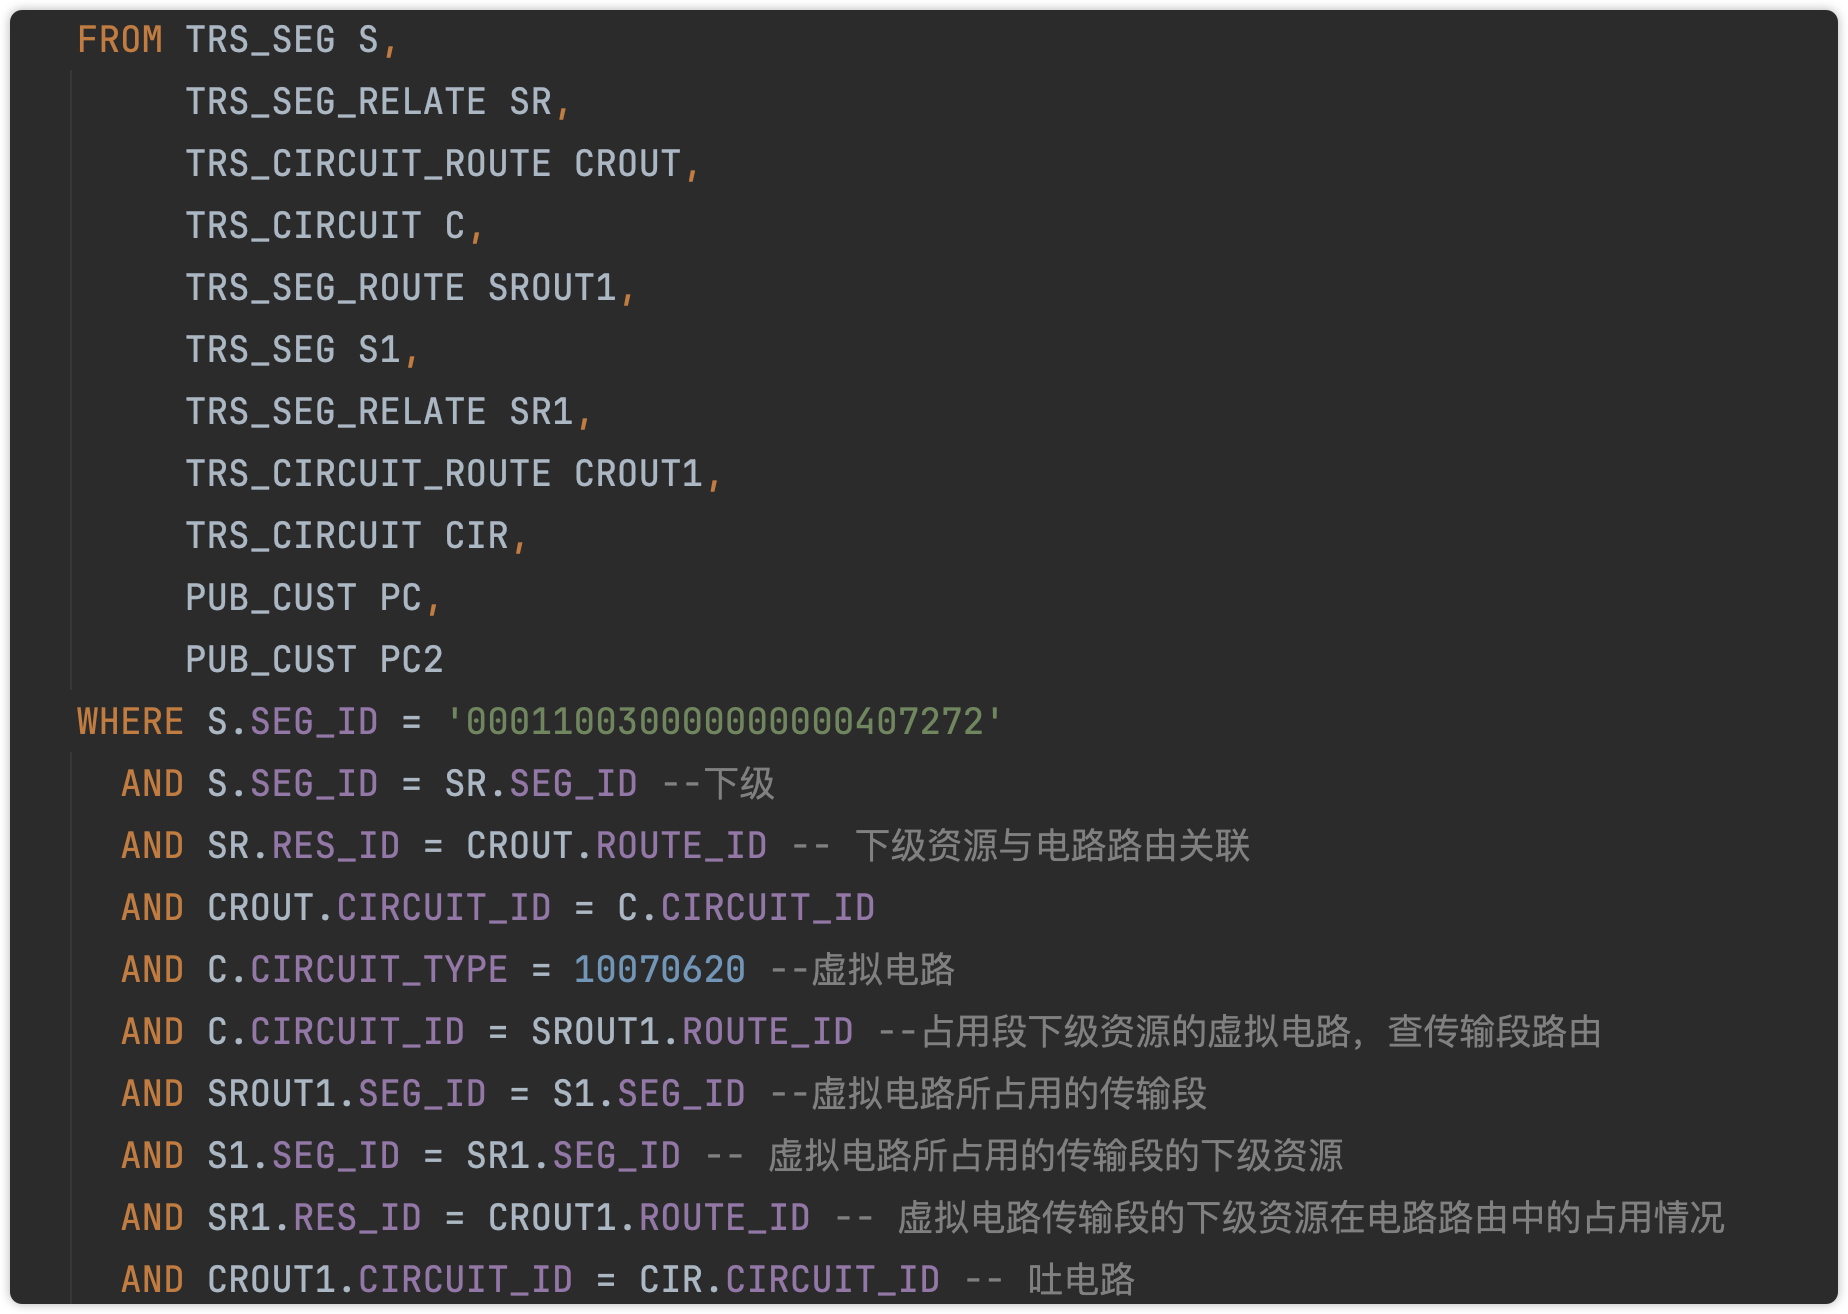 FROM TRS_SEG S,
TRS_SEG_RELATE SR,
TRS_CIRCUIT_ROUTE CROUT,
TRS_CIRCUIT C,
TRS_SEG_ROUTE SROUT1,
TRS_SEG S1,
TRS_SEG_RELATE SR1,
TRS_CIRCUIT_ROUTE CROUT1,
TRS_CIRCUIT CIR,
PUB_CUST PC,
PUB_CUST PC2
WHERE S.SEG_ID = '000110030000000000407272'
AND S.SEG_ID = SR.SEG_ID --下级
AND SR.RES_ID = CROUT.ROUTE_ID -- 下级资源与电路路由关联
AND CROUT.CIRCUIT_ID = C.CIRCUIT_ID
AND C.CIRCUIT_TYPE = 10070620 --虚拟电路
AND C.CIRCUIT_ID = SROUT1.ROUTE_ID --占用段下级资源的虚拟电路，查传输段路由
AND SROUT1.SEG_ID = S1.SEG_ID --虚拟电路所占用的传输段
AND S1.SEG_ID = SR1.SEG_ID -- 虚拟电路所占用的传输段的下级资源
AND SR1.RES_ID = CROUT1.ROUTE_ID -- 虚拟电路传输段的下级资源在电路路由中的占用情况
AND CROUT1.CIRCUIT_ID = CIR.CIRCUIT_ID -- 吐电路